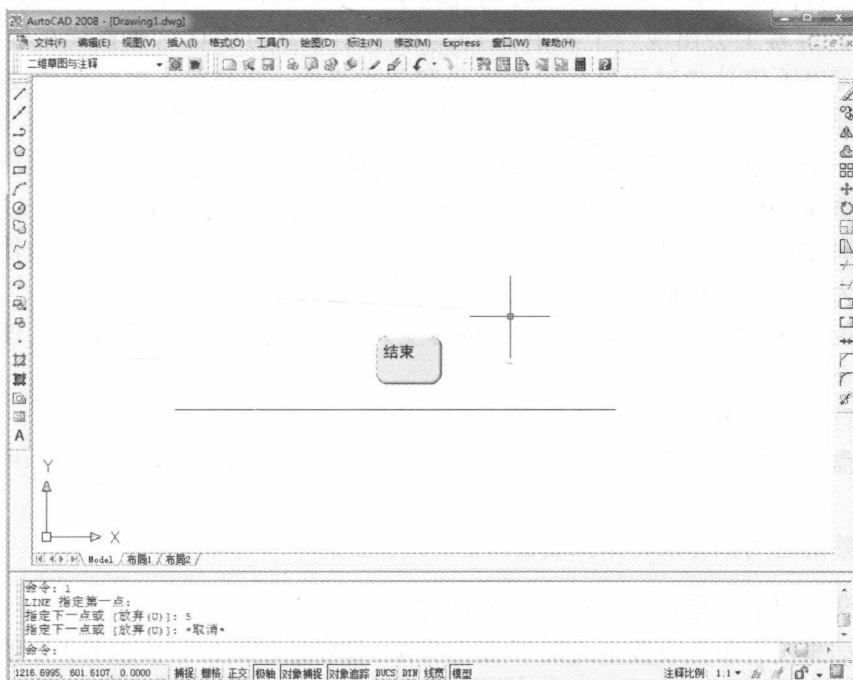 AutoCAD 2008 - [Drawing1.dwg]
文件(F) 编辑(E) 视图(V) 插入(I) 格式(O) 工具(T) 绘图(D) 标注(N) 修改(M) Express 窗口(W) 帮助(H)
二维草图与注释
A
结束
Y
X
Model 布局1 布局2
命令: l
LINE 指定第一点:
指定下一点或 [放弃(U)]: 5
指定下一点或 [放弃(U)]: *取消*
命令:
1216.6995, 601.6107, 0.0000 捕捉 栅格 正交 极轴 对象捕捉 对象追踪 DUCS DYN 线宽 模型 注释比例: 1:1